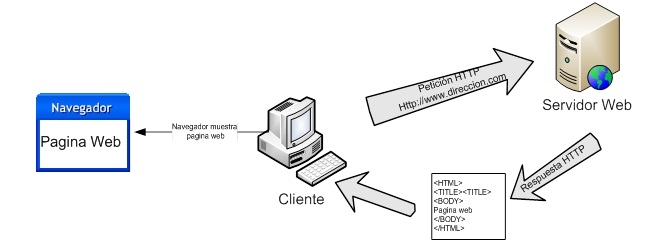 Navegador
Pagina Web
Navegador muestra
pagina web
Cliente
Petición HTTP
Http://www.direccion.com
Servidor Web
Respuesta HTTP
<HTML>
<TITLE><TITLE>
<BODY>
Pagina web
</BODY>
</HTML>